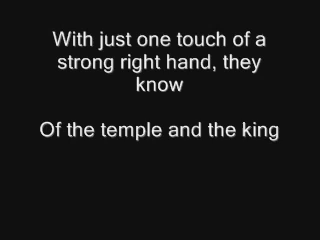 With just one touch of a
strong right hand, they
know
Of the temple and the king